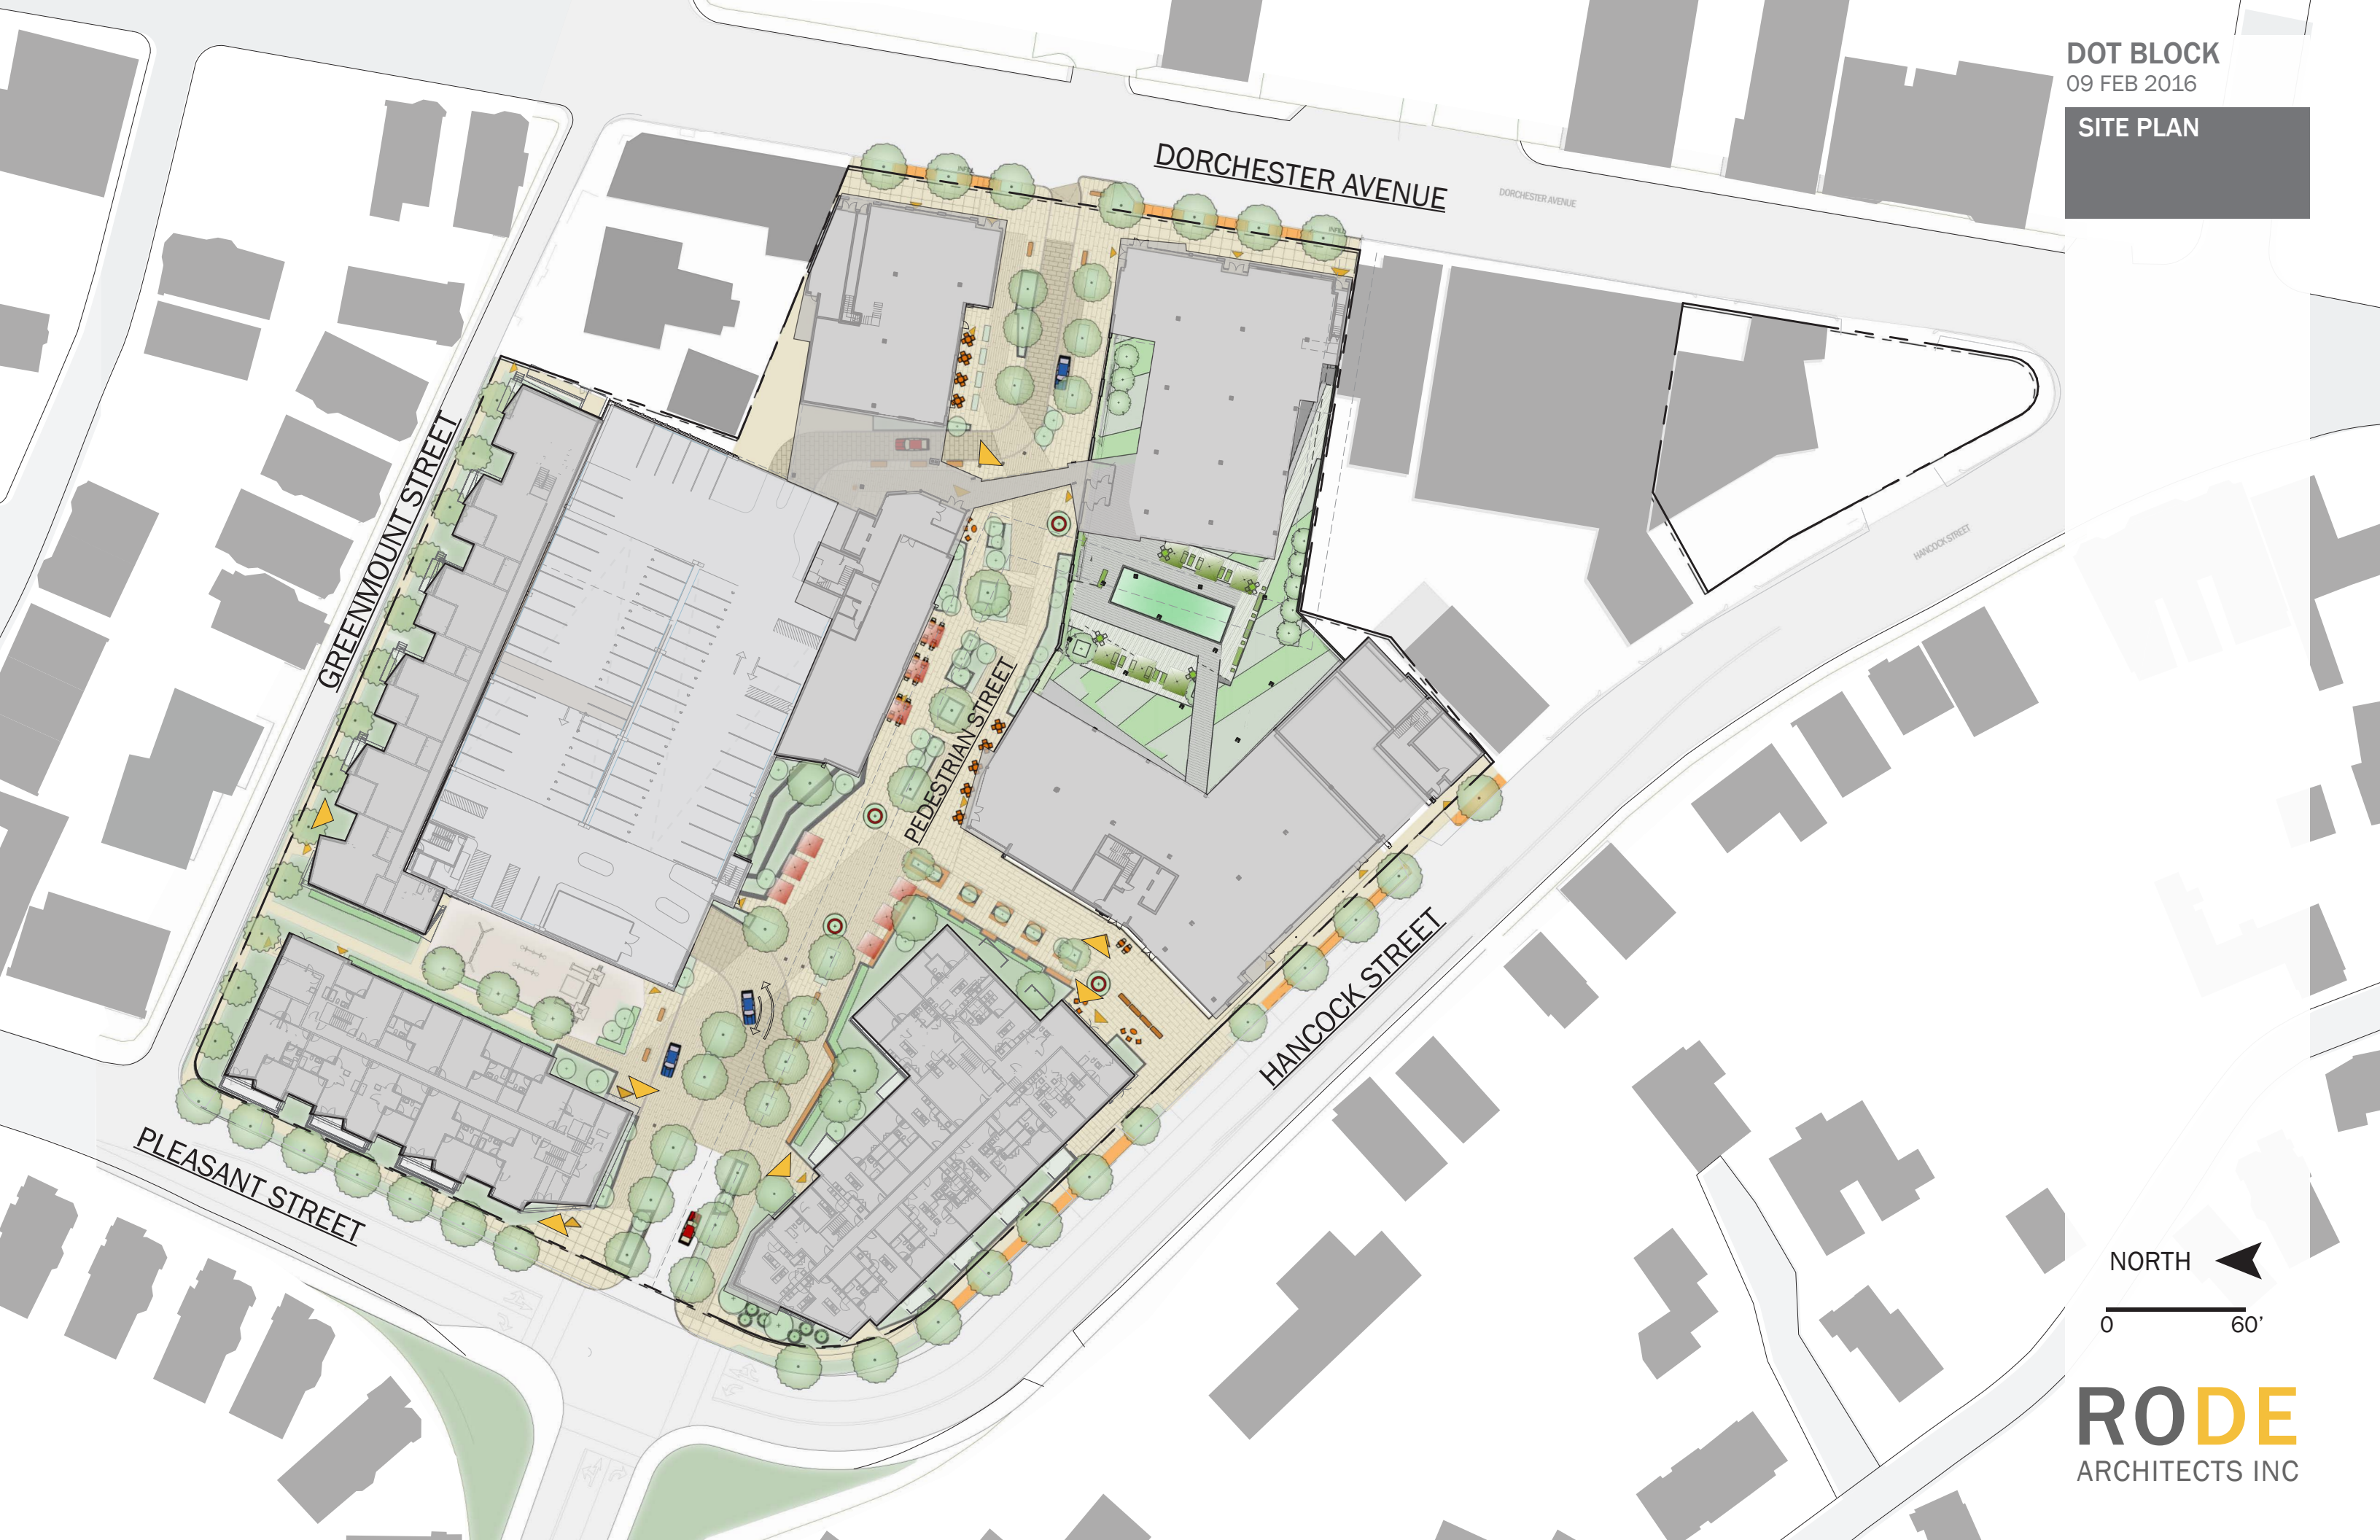 DOT BLOCK
09 FEB 2016
SITE PLAN
DORCHESTER AVENUE
DORCHESTER AVENUE
GREENMOUNT STREET
PEDESTRIAN STREET
HANCOCK STREET
HANCOCK STREET
PLEASANT STREET
NORTH
0 60'
RODE
ARCHITECTS INC